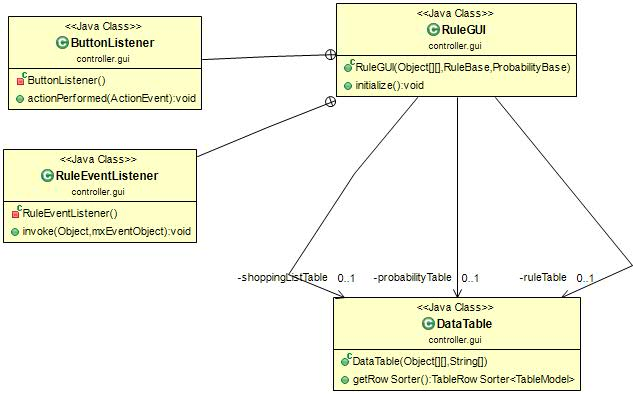 <<Java Class>>
ButtonListener
controller.gui
ButtonListener()
actionPerformed(ActionEvent):void
<<Java Class>>
RuleGUI
controller.gui
RuleGUI(Object[][],RuleBase,ProbabilityBase)
initialize():void
<<Java Class>>
RuleEventListener
controller.gui
RuleEventListener()
invoke(Object,mxEventObject):void
-shoppingListTable 0..1
-probabilityTable 0..1
-ruleTable 0..1
<<Java Class>>
DataTable
controller.gui
DataTable(Object[][],String[])
getRowSorter():TableRowSorter<TableModel>